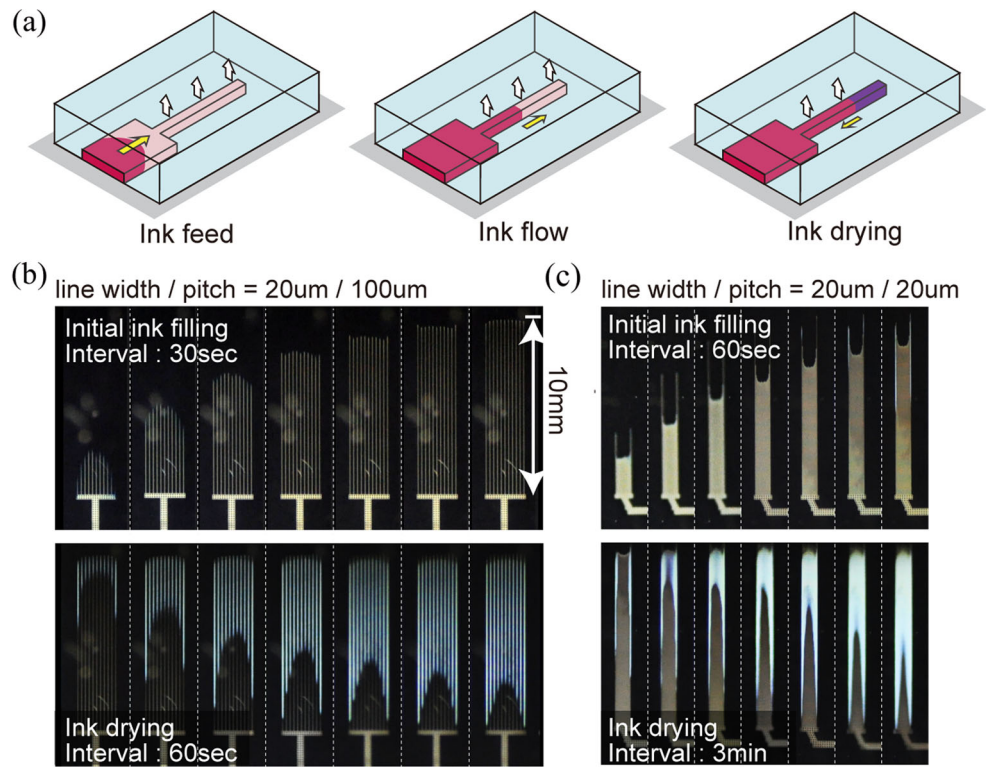 (a)
Ink feed
Ink flow
Ink drying
(b)
line width / pitch = 20um / 100um
Initial ink filling
Interval : 30sec
10mm
Ink drying
Interval : 60sec
(c)
line width / pitch = 20um / 20um
Initial ink filling
Interval : 60sec
Ink drying
Interval : 3min